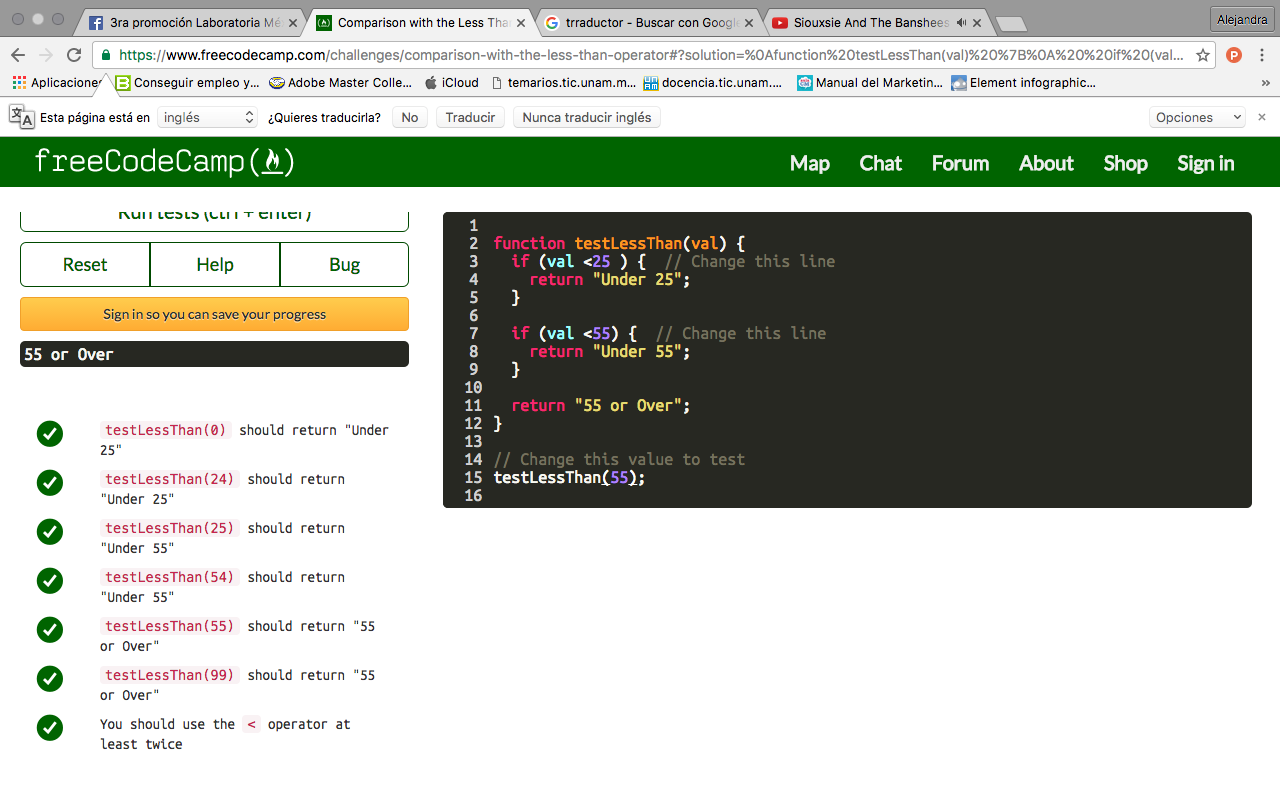 3ra promoción Laboratoria Mé
Comparison with the Less Tha
trraductor - Buscar con Google
Siouxsie And The Banshees
Alejandra
https://www.freecodecamp.com/challenges/comparison-with-the-less-than-operator#?solution=%0Afunction%20testLessThan(val)%20%7B%0A%20%20if%20(val...
Aplicaciones
Conseguir empleo y...
Adobe Master Colle...
iCloud
temarios.tic.unam.m...
docencia.tic.unam....
Manual del Marketin...
Element infographic...
»
Esta página está en
inglés
¿Quieres traducirla?
No
Traducir
Nunca traducir inglés
Opciones
freeCodeCamp
Map
Chat
Forum
About
Shop
Sign in
Run tests (ctrl + enter)
Reset
Help
Bug
Sign in so you can save your progress
55 or Over
testLessThan(0) should return "Under
25"
testLessThan(24) should return
"Under 25"
testLessThan(25) should return
"Under 55"
testLessThan(54) should return
"Under 55"
testLessThan(55) should return "55
or Over"
testLessThan(99) should return "55
or Over"
You should use the < operator at
least twice
1
2 function testLessThan(val) {
3   if (val <25 ) {  // Change this line
4     return "Under 25";
5   }
6
7   if (val <55) {  // Change this line
8     return "Under 55";
9   }
10
11   return "55 or Over";
12 }
13
14 // Change this value to test
15 testLessThan(55);
16